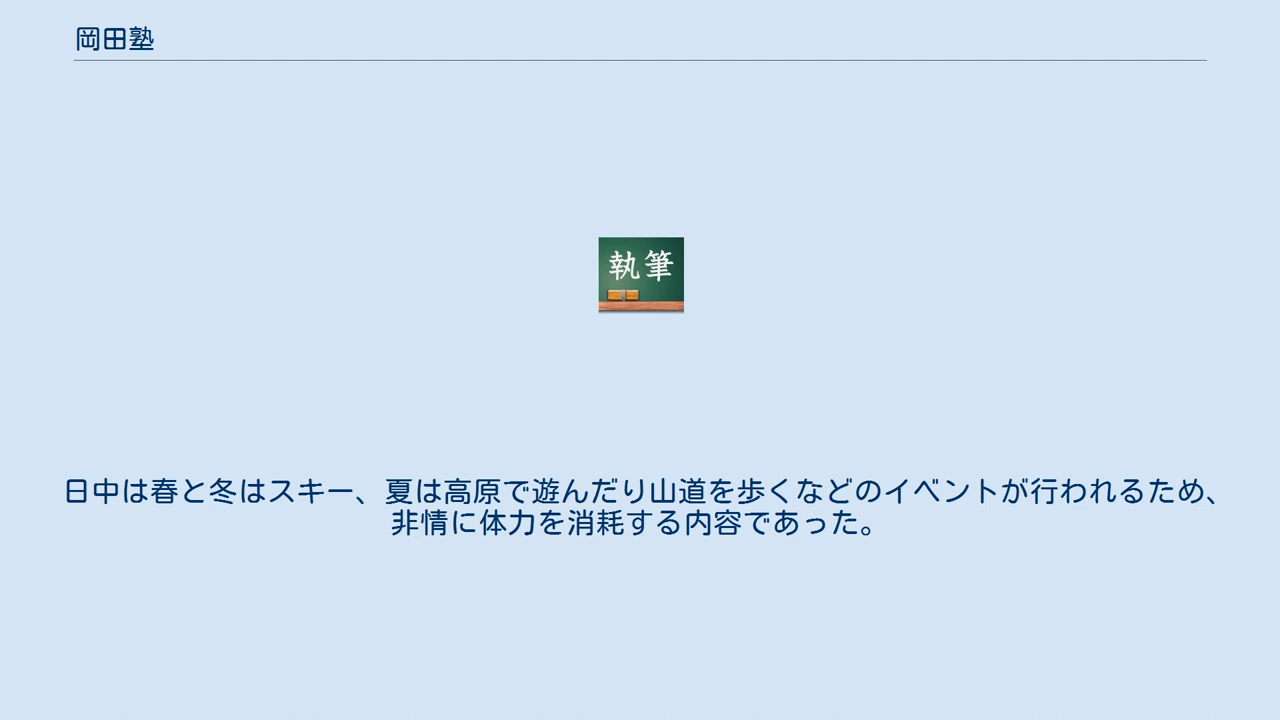 岡田塾
執筆
日中は春と冬はスキー、夏は高原で遊んだり山道を歩くなどのイベントが行われるため、
非情に体力を消耗する内容であった。